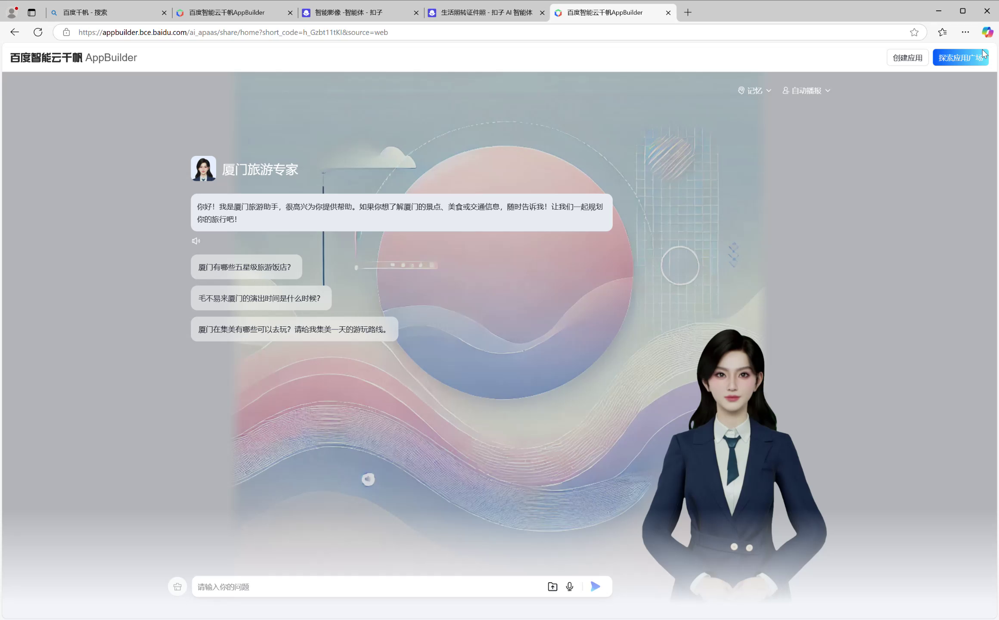 百度千帆 - 搜索
百度智能云千帆AppBuilder
智能影像 -智能体 - 扣子
生活照转证件照 - 扣子 AI 智能体
百度智能云千帆AppBuilder
https://appbuilder.bce.baidu.com/ai_apaas/share/home?short_code=h_Gzbt11tKI&source=web
百度智能云千帆 AppBuilder
创建应用
探索应用广场
记忆
自动播报
厦门旅游专家
你好！我是厦门旅游助手，很高兴为你提供帮助。如果你想了解厦门的景点、美食或交通信息，随时告诉我！让我们一起规划
你的旅行吧！
厦门有哪些五星级旅游饭店？
毛不易来厦门的演出时间是什么时候？
厦门在集美有哪些可以去玩？请给我集美一天的游玩路线。
请输入你的问题